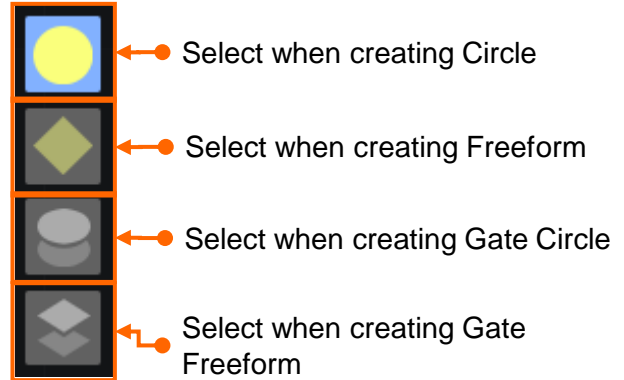 Select when creating Circle
Select when creating Freeform
Select when creating Gate Circle
Select when creating Gate
Freeform